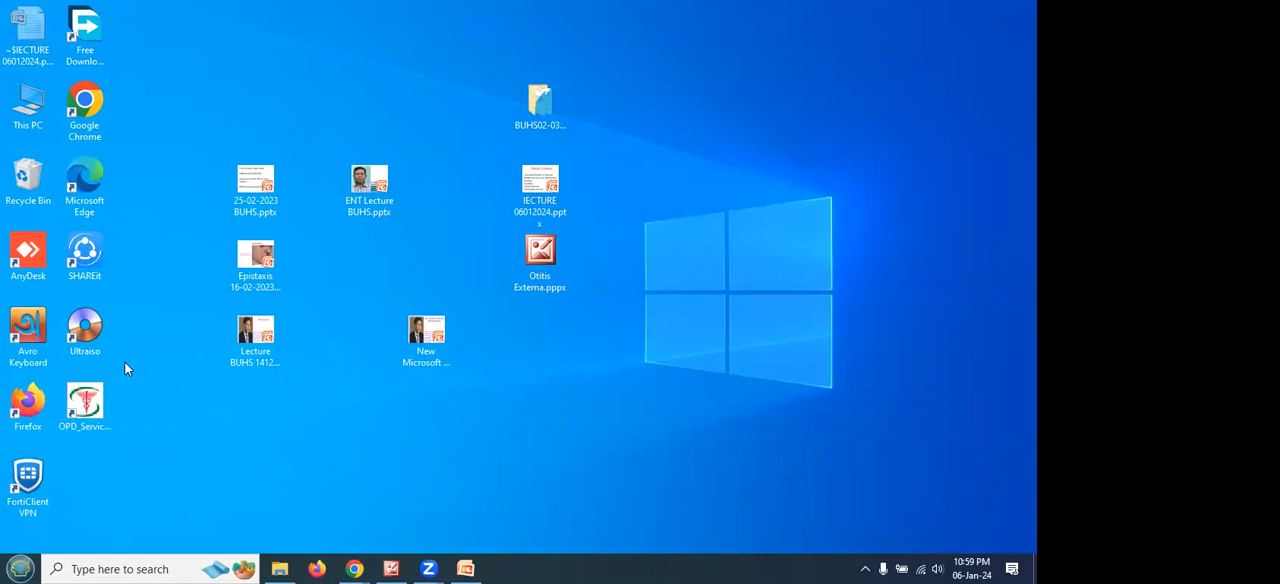 ~$IECTURE
06012024.p...
Free
Downlo...
This PC
Google
Chrome
BUHS02-03...
Recycle Bin
Microsoft
Edge
25-02-2023
BUHS.pptx
ENT Lecture
BUHS.pptx
IECTURE
06012024.ppt
x
AnyDesk
SHAREit
Epistaxis
16-02-2023...
Otitis
Externa.pppx
Avro
Keyboard
Ultraiso
Lecture
BUHS 1412...
New
Microsoft ...
Firefox
OPD_Servic...
FortiClient
VPN
Type here to search
10:59 PM
06-Jan-24